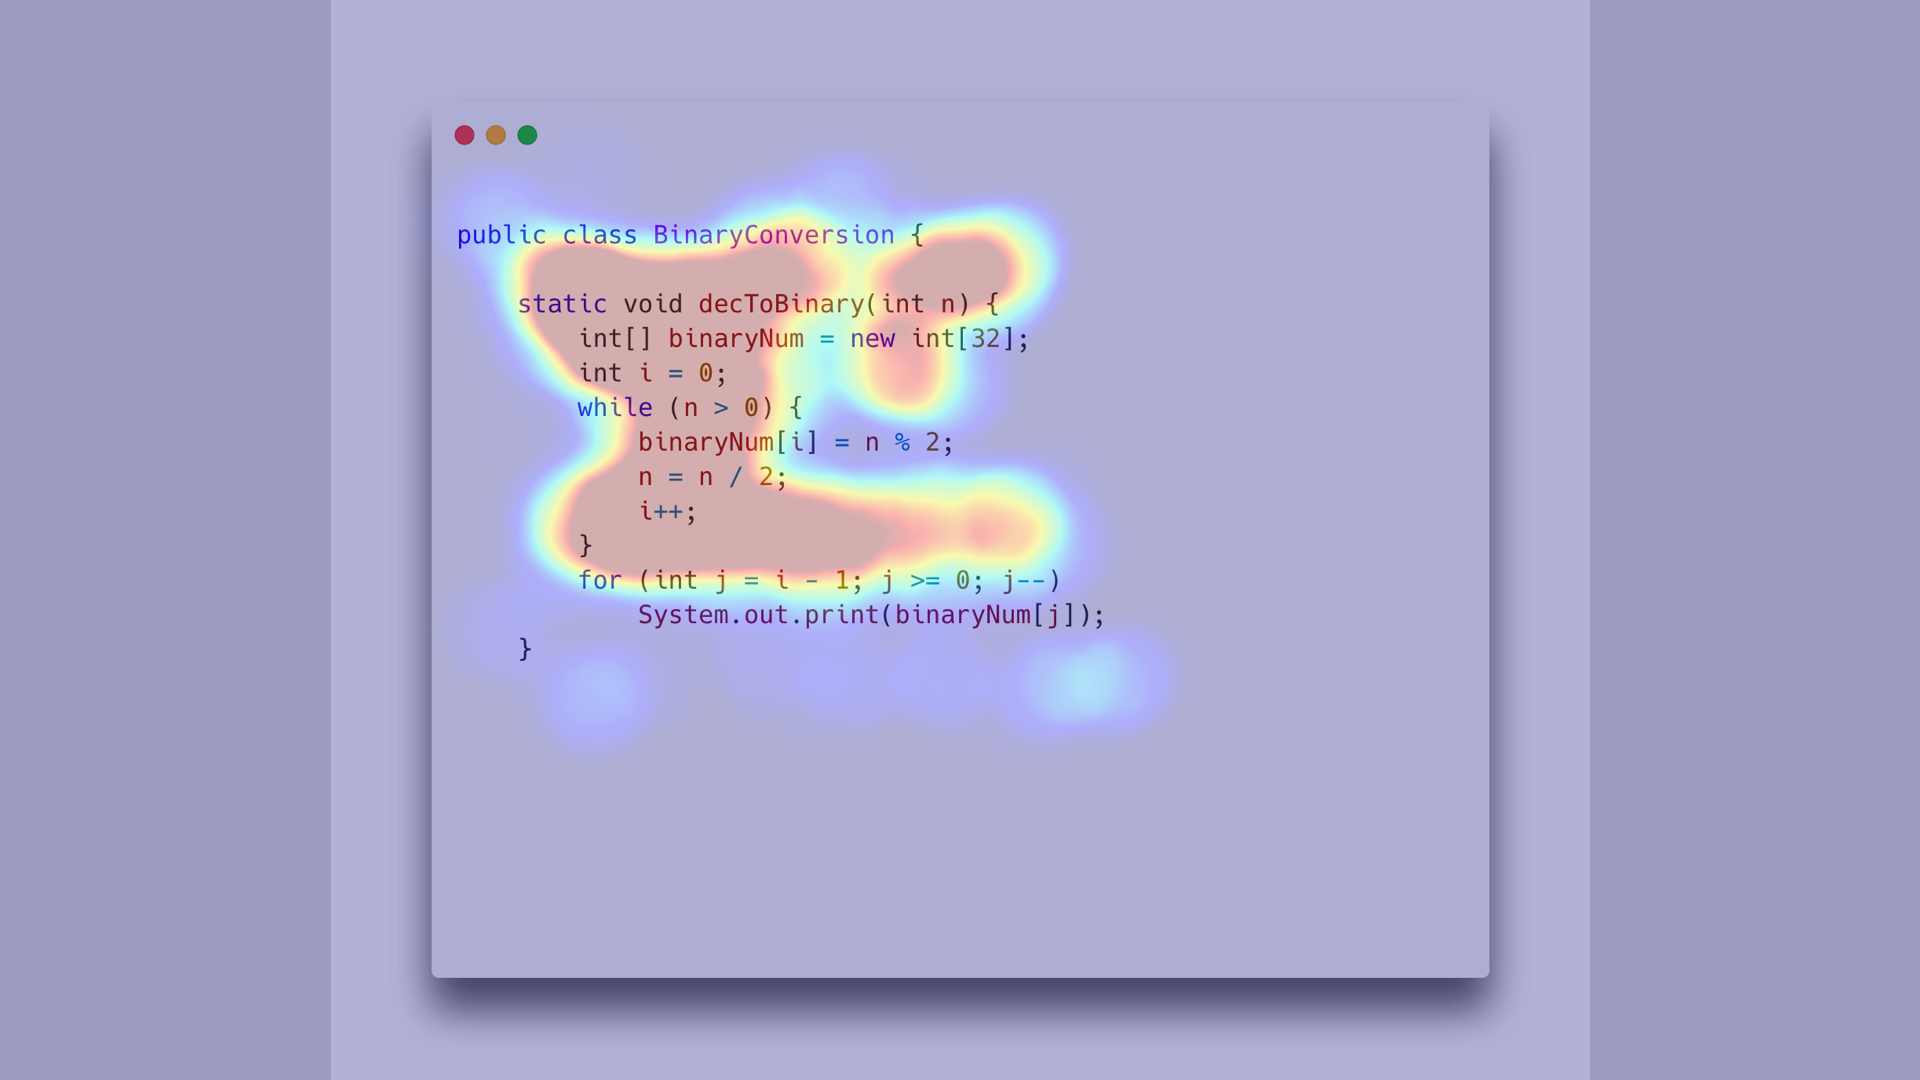 public class BinaryConversion {
static void decToBinary(int n) {
int[] binaryNum = new int[32];
int i = 0;
while (n > 0) {
binaryNum[i] = n % 2;
n = n / 2;
i++;
}
for (int j = i - 1; j >= 0; j--)
System.out.print(binaryNum[j]);
}